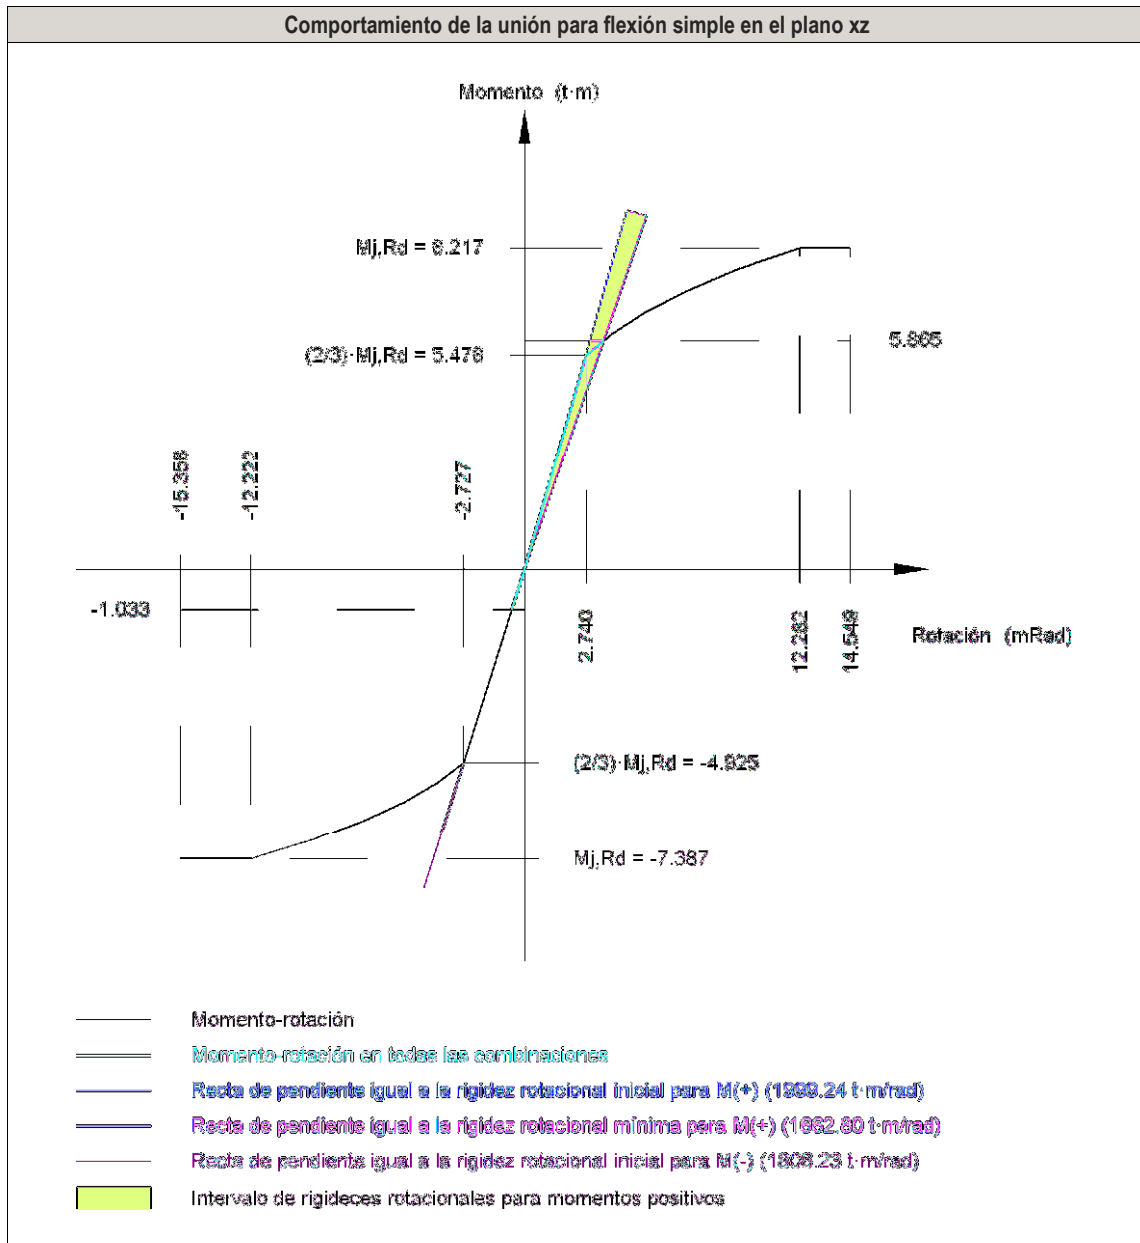 Comportamiento de la unión para flexión simple en el plano xz
Momento (t·m)
Mj,Rd = 8.217
(2/3)·Mj,Rd = 5.478
5.865
-15.356
-12.222
-2.727
-1.033
2.740
12.282
14.549
Rotación (mRad)
(2/3)·Mj,Rd = -4.925
Mj,Rd = -7.387
Momento-rotación
Momento-rotación en todas las combinaciones
Recta de pendiente igual a la rigidez rotacional inicial para M(+) (1999.24 t·m/rad)
Recta de pendiente igual a la rigidez rotacional mínima para M(+) (1662.80 t·m/rad)
Recta de pendiente igual a la rigidez rotacional inicial para M(-) (1806.23 t·m/rad)
Intervalo de rigideces rotacionales para momentos positivos